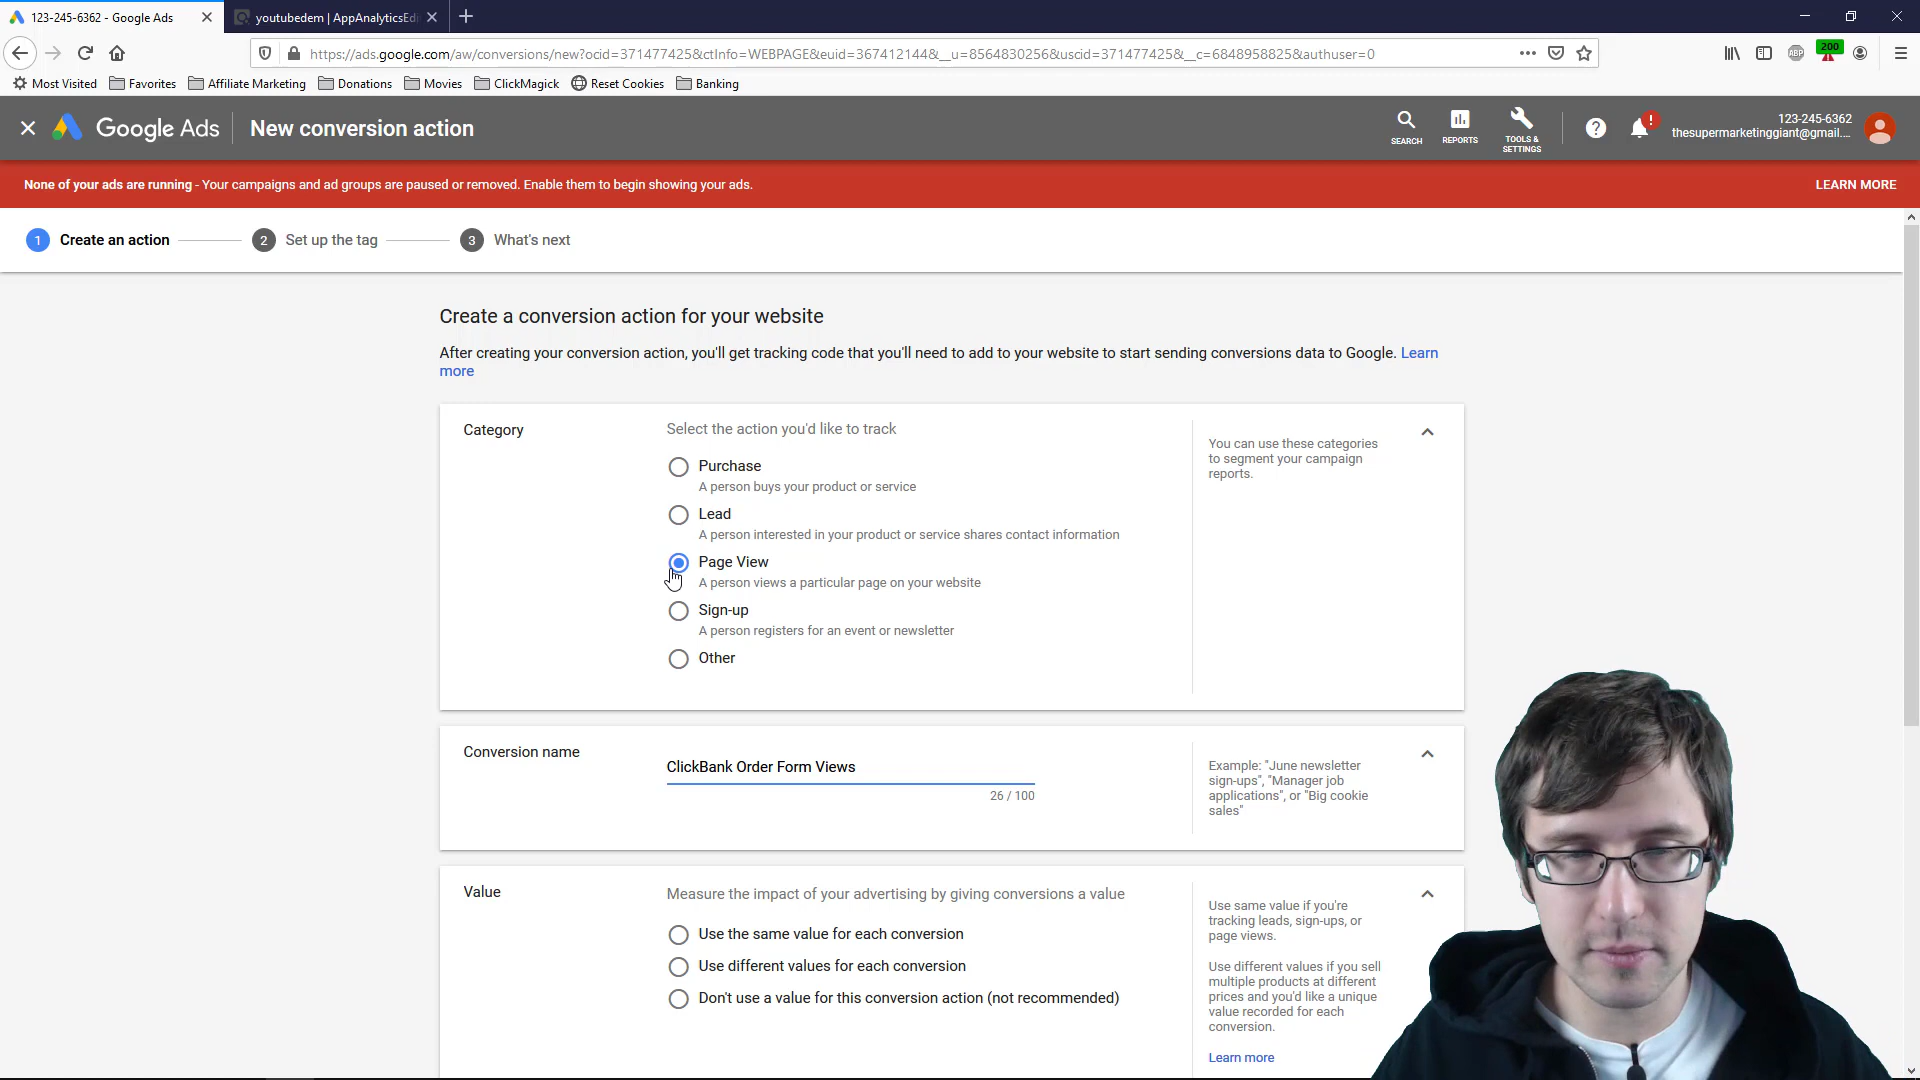 123-245-6362 - Google Ads
youtubedem | AppAnalyticsEdi
https://ads.google.com/aw/conversions/new?ocid=371477425&ctInfo=WEBPAGE&euid=367412144&__u=8564830256&uscid=371477425&__c=6848958825&authuser=0
ABP
200
Most Visited
Favorites
Affiliate Marketing
Donations
Movies
ClickMagick
Reset Cookies
Banking
Google Ads
New conversion action
SEARCH
REPORTS
TOOLS & SETTINGS
123-245-6362
thesupermarketinggiant@gmail....
None of your ads are running - Your campaigns and ad groups are paused or removed. Enable them to begin showing your ads.
LEARN MORE
1 Create an action
2 Set up the tag
3 What's next
Create a conversion action for your website
After creating your conversion action, you'll get tracking code that you'll need to add to your website to start sending conversions data to Google. Learn
more
Category
Select the action you'd like to track
Purchase
A person buys your product or service
Lead
A person interested in your product or service shares contact information
Page View
A person views a particular page on your website
Sign-up
A person registers for an event or newsletter
Other
You can use these categories
to segment your campaign
reports.
Conversion name
ClickBank Order Form Views
26 / 100
Example: "June newsletter
sign-ups", "Manager job
applications", or "Big cookie
sales"
Value
Measure the impact of your advertising by giving conversions a value
Use the same value for each conversion
Use different values for each conversion
Don't use a value for this conversion action (not recommended)
Use same value if you're
tracking leads, sign-ups, or
page views.
Use different values if you sell
multiple products at different
prices and you'd like a unique
value recorded for each
conversion.
Learn more